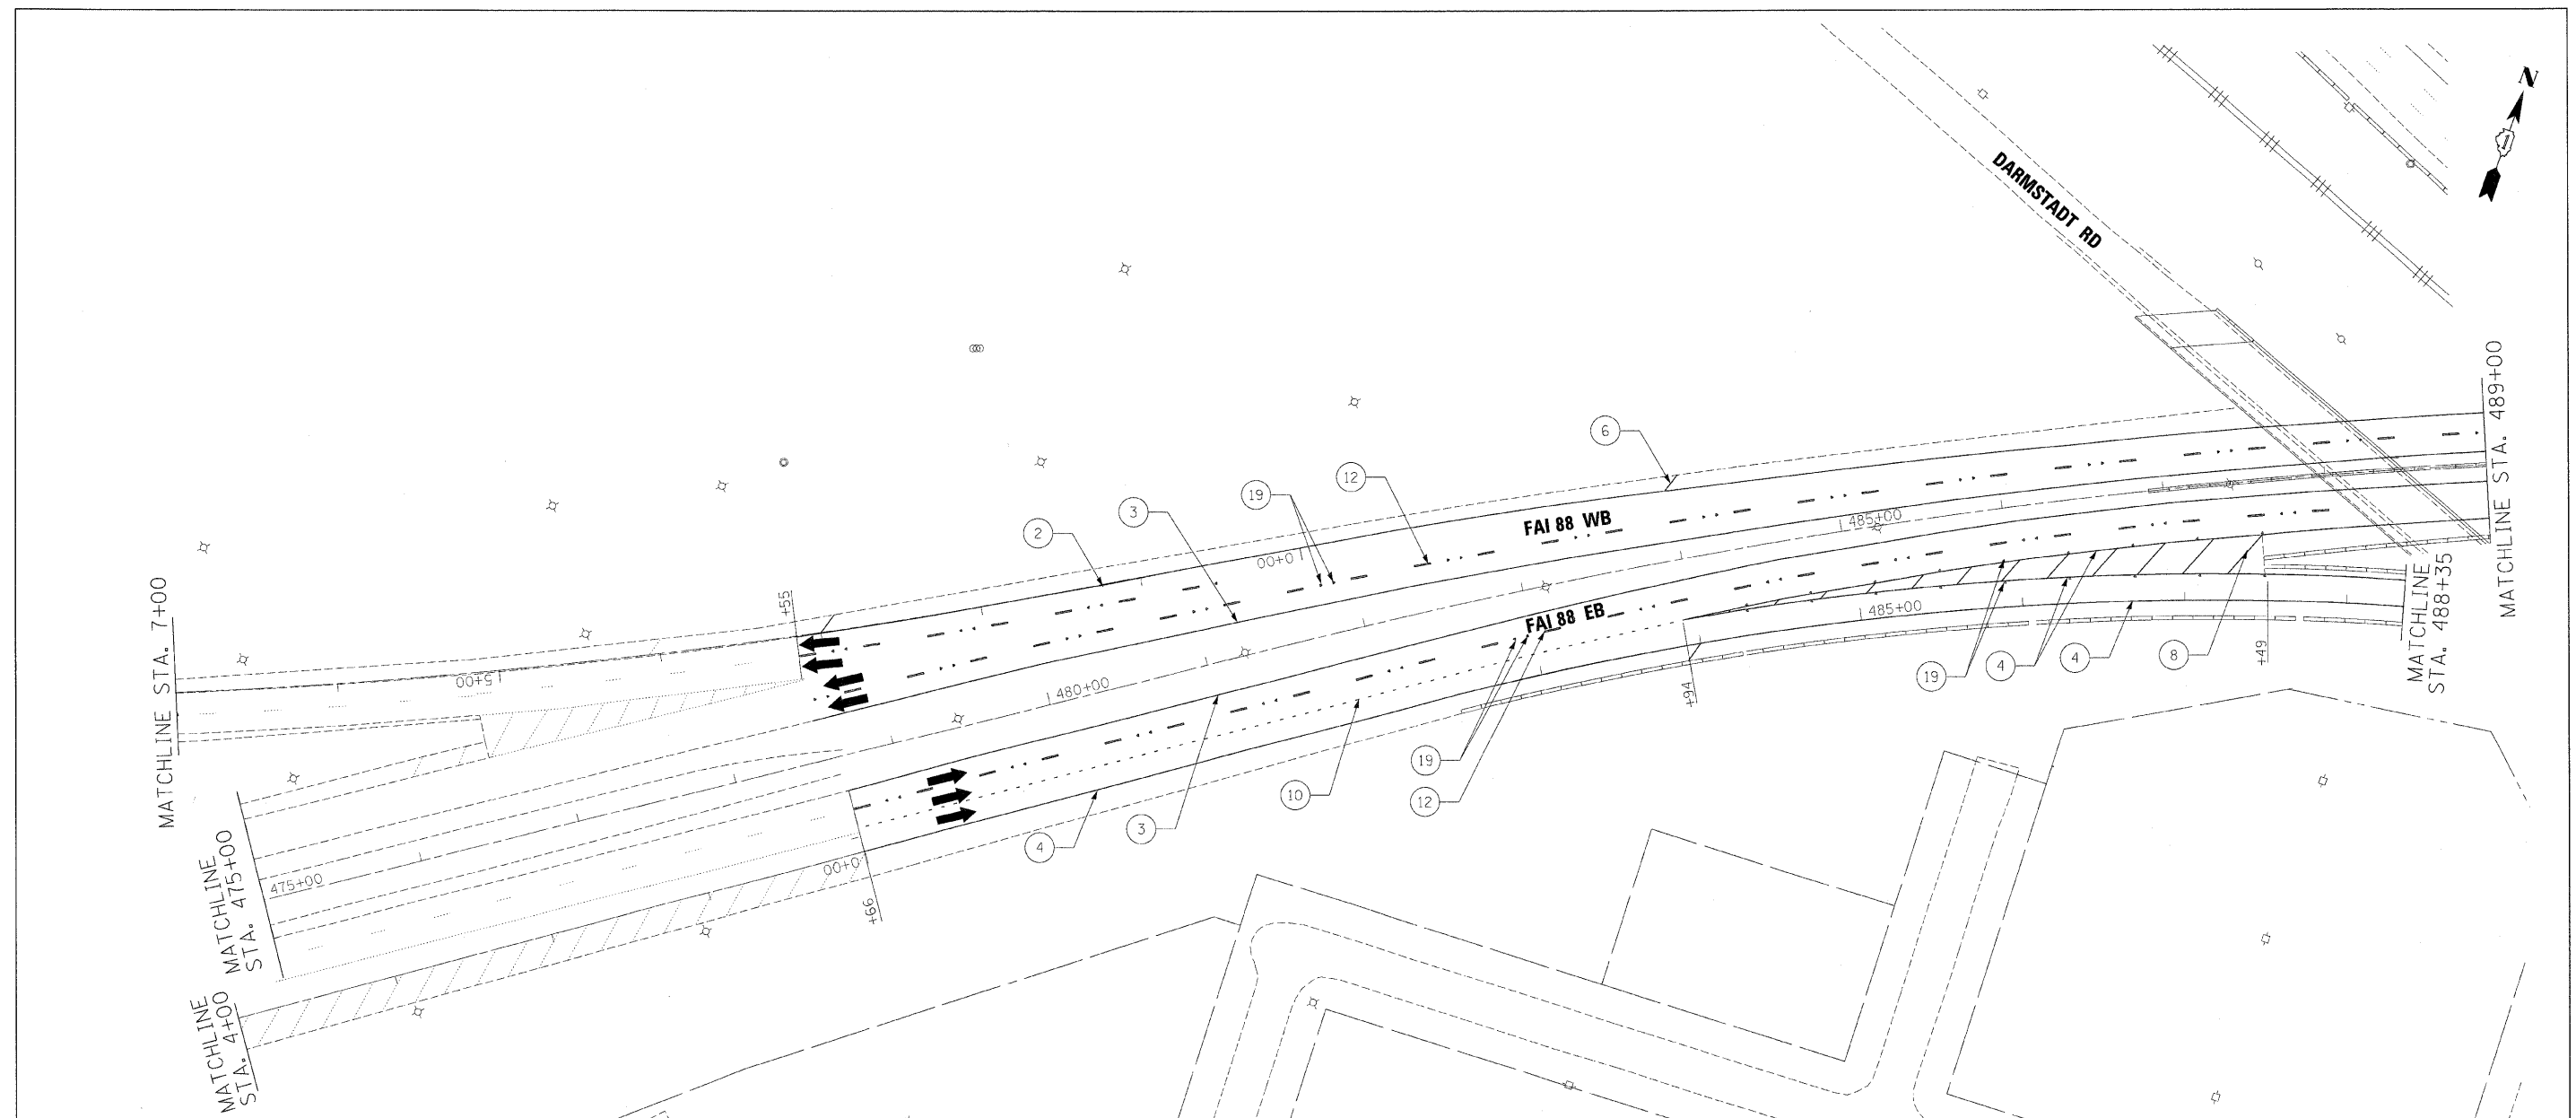 N
DARMSTADT RD
MATCHLINE STA. 489+00
6
12
19
3
2
FAI 88 WB
485+00
0+00
+55
MATCHLINE STA. 7+00
5+00
480+00
FAI 88 EB
485+00
MATCHLINE
STA. 488+35
+49
8
4
4
19
+94
19
12
10
3
4
0+00
+66
475+00
MATCHLINE
STA. 475+00
MATCHLINE
STA. 4+00